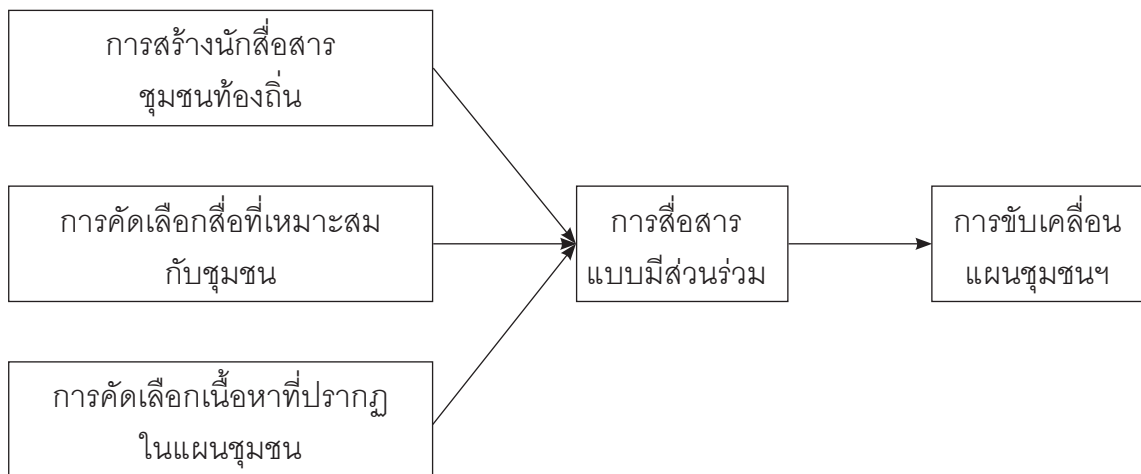 การสร้างนักสื่อสาร
ชุมชนท้องถิ่น
การคัดเลือกสื่อที่เหมาะสม
กับชุมชน
การคัดเลือกเนื้อหาที่ปรากฏ
ในแผนชุมชน
การสื่อสาร
แบบมีส่วนร่วม
การขับเคลื่อน
แผนชุมชนฯ